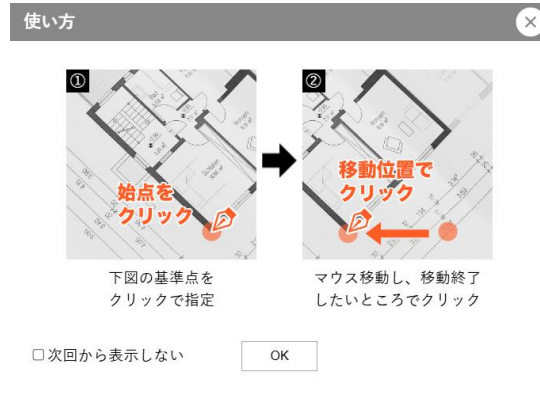 使い方
①
②
始点を
クリック
移動位置で
クリック
下図の基準点を
クリックで指定
マウス移動し、移動終了
したいところでクリック
次回から表示しない
OK